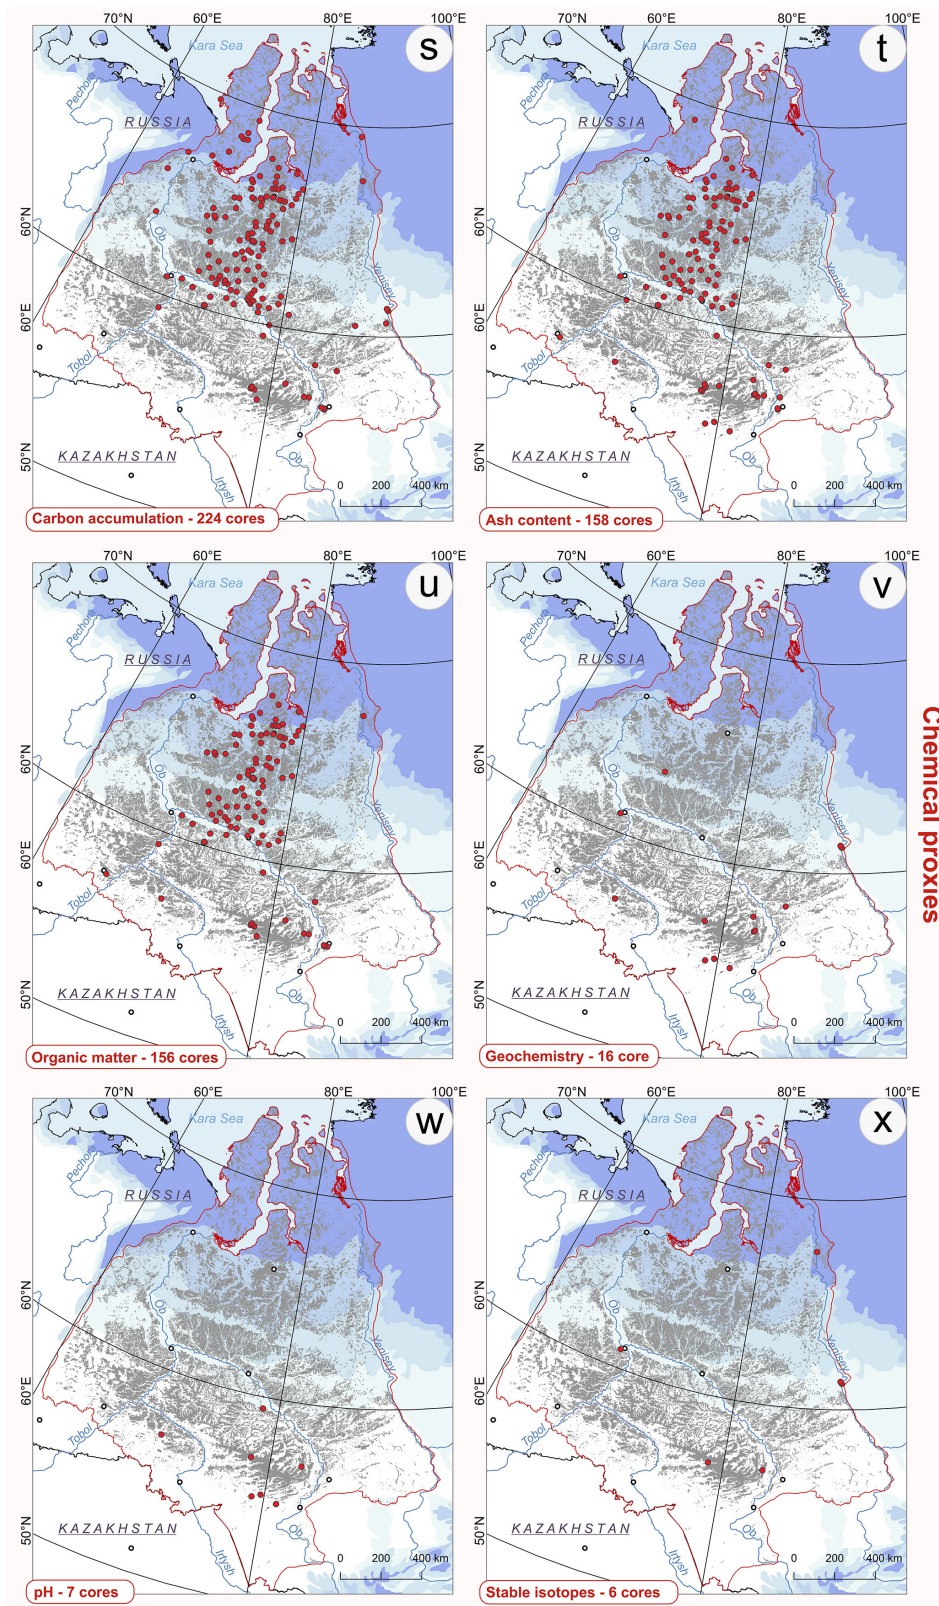 70°N 60°E 80°E 100°E
s
Kara Sea
Pechora
RUSSIA
60°N
Ob
Yenisey
60°E
Tobol
KAZAKHSTAN
50°N
Irtysh
Ob
0 200 400 km
Carbon accumulation - 224 cores
70°N 60°E 80°E 100°E
t
Kara Sea
Pechora
RUSSIA
60°N
Ob
Yenisey
60°E
Tobol
KAZAKHSTAN
50°N
Irtysh
Ob
0 200 400 km
Ash content - 158 cores
70°N 60°E 80°E 100°E
u
Kara Sea
Pechora
RUSSIA
60°N
Ob
Yenisey
60°E
Tobol
KAZAKHSTAN
50°N
Irtysh
Ob
0 200 400 km
Organic matter - 156 cores
70°N 60°E 80°E 100°E
v
Kara Sea
Pechora
RUSSIA
60°N
Ob
Yenisey
60°E
Tobol
KAZAKHSTAN
50°N
Irtysh
Ob
0 200 400 km
Geochemistry - 16 core
Chemical proxies
70°N 60°E 80°E 100°E
w
Kara Sea
Pechora
RUSSIA
60°N
Ob
Yenisey
60°E
Tobol
KAZAKHSTAN
50°N
Irtysh
Ob
0 200 400 km
pH - 7 cores
70°N 60°E 80°E 100°E
x
Kara Sea
Pechora
RUSSIA
60°N
Ob
Yenisey
60°E
Tobol
KAZAKHSTAN
50°N
Irtysh
Ob
0 200 400 km
Stable isotopes - 6 cores